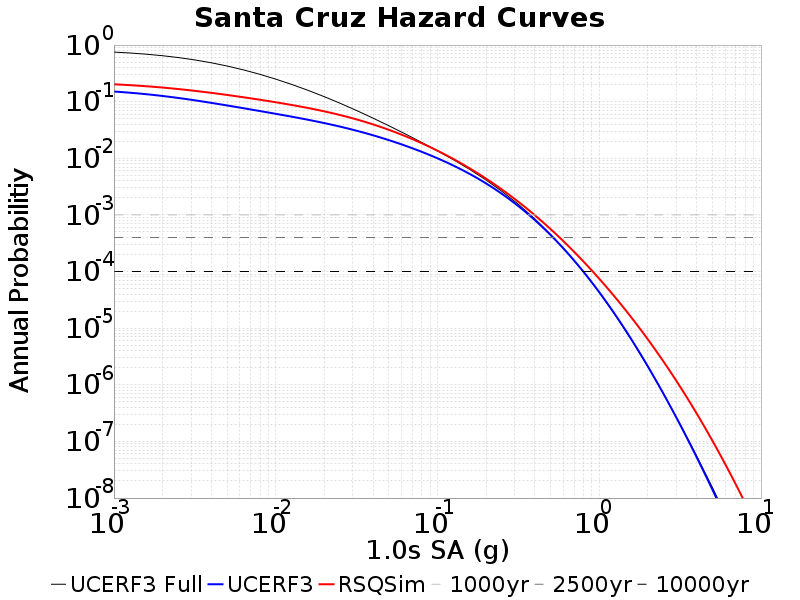 Santa Cruz Hazard Curves
Annual Probabilitiy
10^0
10^-1
10^-2
10^-3
10^-4
10^-5
10^-6
10^-7
10^-8
10^-3 10^-2 10^-1 10^0 10^1
1.0s SA (g)
UCERF3 Full UCERF3 RSQSim 1000yr 2500yr 10000yr